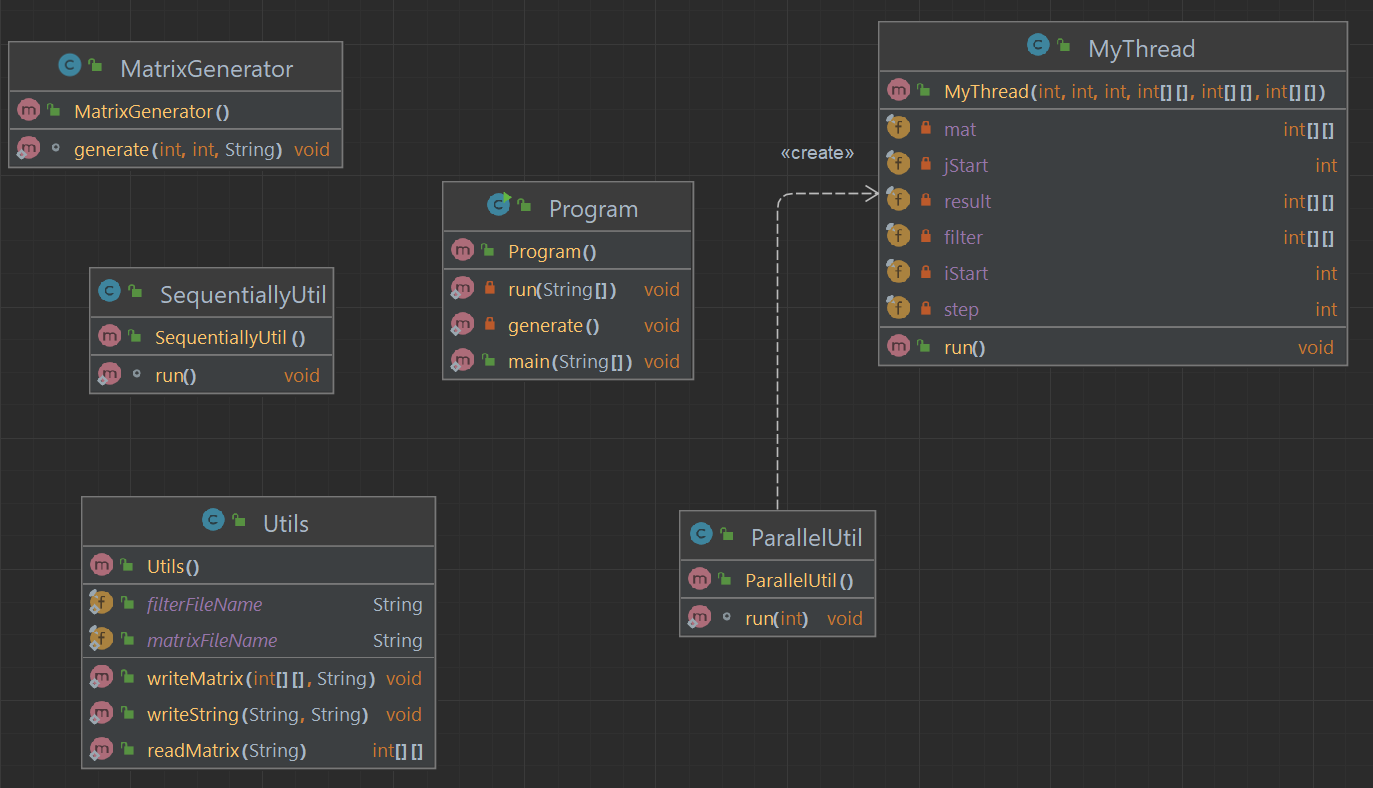 MatrixGenerator
MatrixGenerator()
generate(int, int, String) void
SequentiallyUtil
SequentiallyUtil ()
run() void
Program
Program()
run(String[]) void
generate() void
main(String[]) void
«create»
MyThread
MyThread(int, int, int, int[][], int[][], int[][])
mat int[][]
jStart int
result int[][]
filter int[][]
iStart int
step int
run() void
Utils
Utils()
filterFileName String
matrixFileName String
writeMatrix(int[][], String) void
writeString(String, String) void
readMatrix(String) int[][]
ParallelUtil
ParallelUtil()
run(int) void